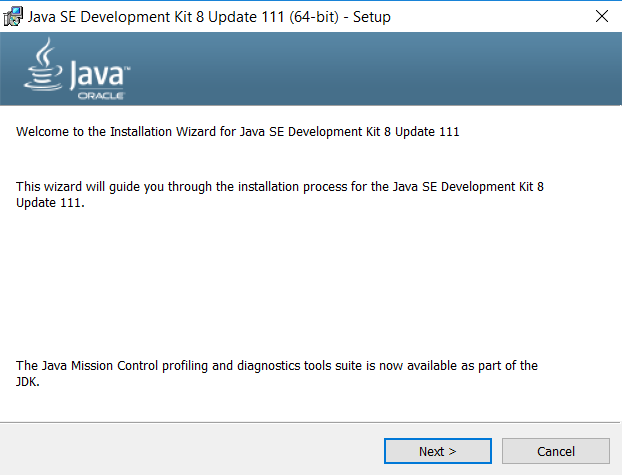 Java SE Development Kit 8 Update 111 (64-bit) - Setup
Java™
ORACLE
Welcome to the Installation Wizard for Java SE Development Kit 8 Update 111
This wizard will guide you through the installation process for the Java SE Development Kit 8
Update 111.
The Java Mission Control profiling and diagnostics tools suite is now available as part of the
JDK.
Next >
Cancel